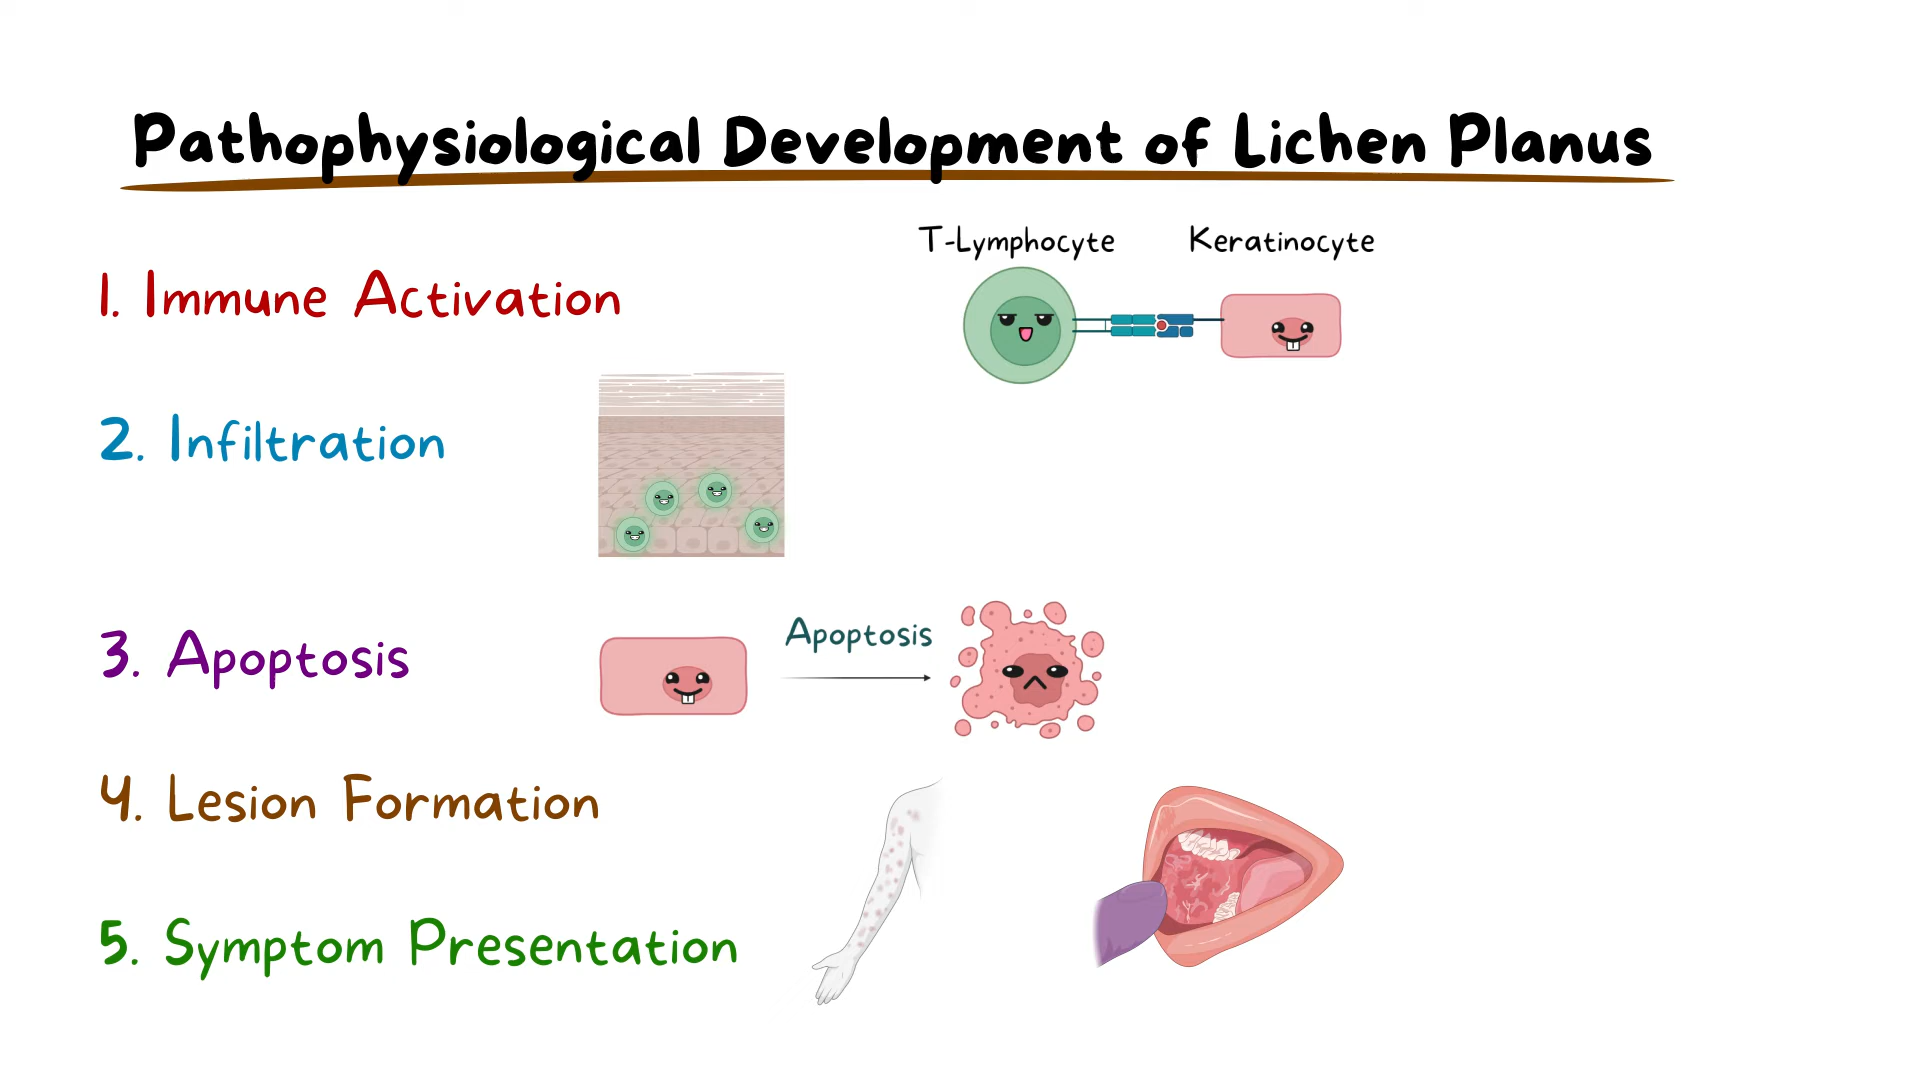 Pathophysiological Development of Lichen Planus
T-Lymphocyte
Keratinocyte
1. Immune Activation
2. Infiltration
3. Apoptosis
Apoptosis
4. Lesion Formation
5. Symptom Presentation